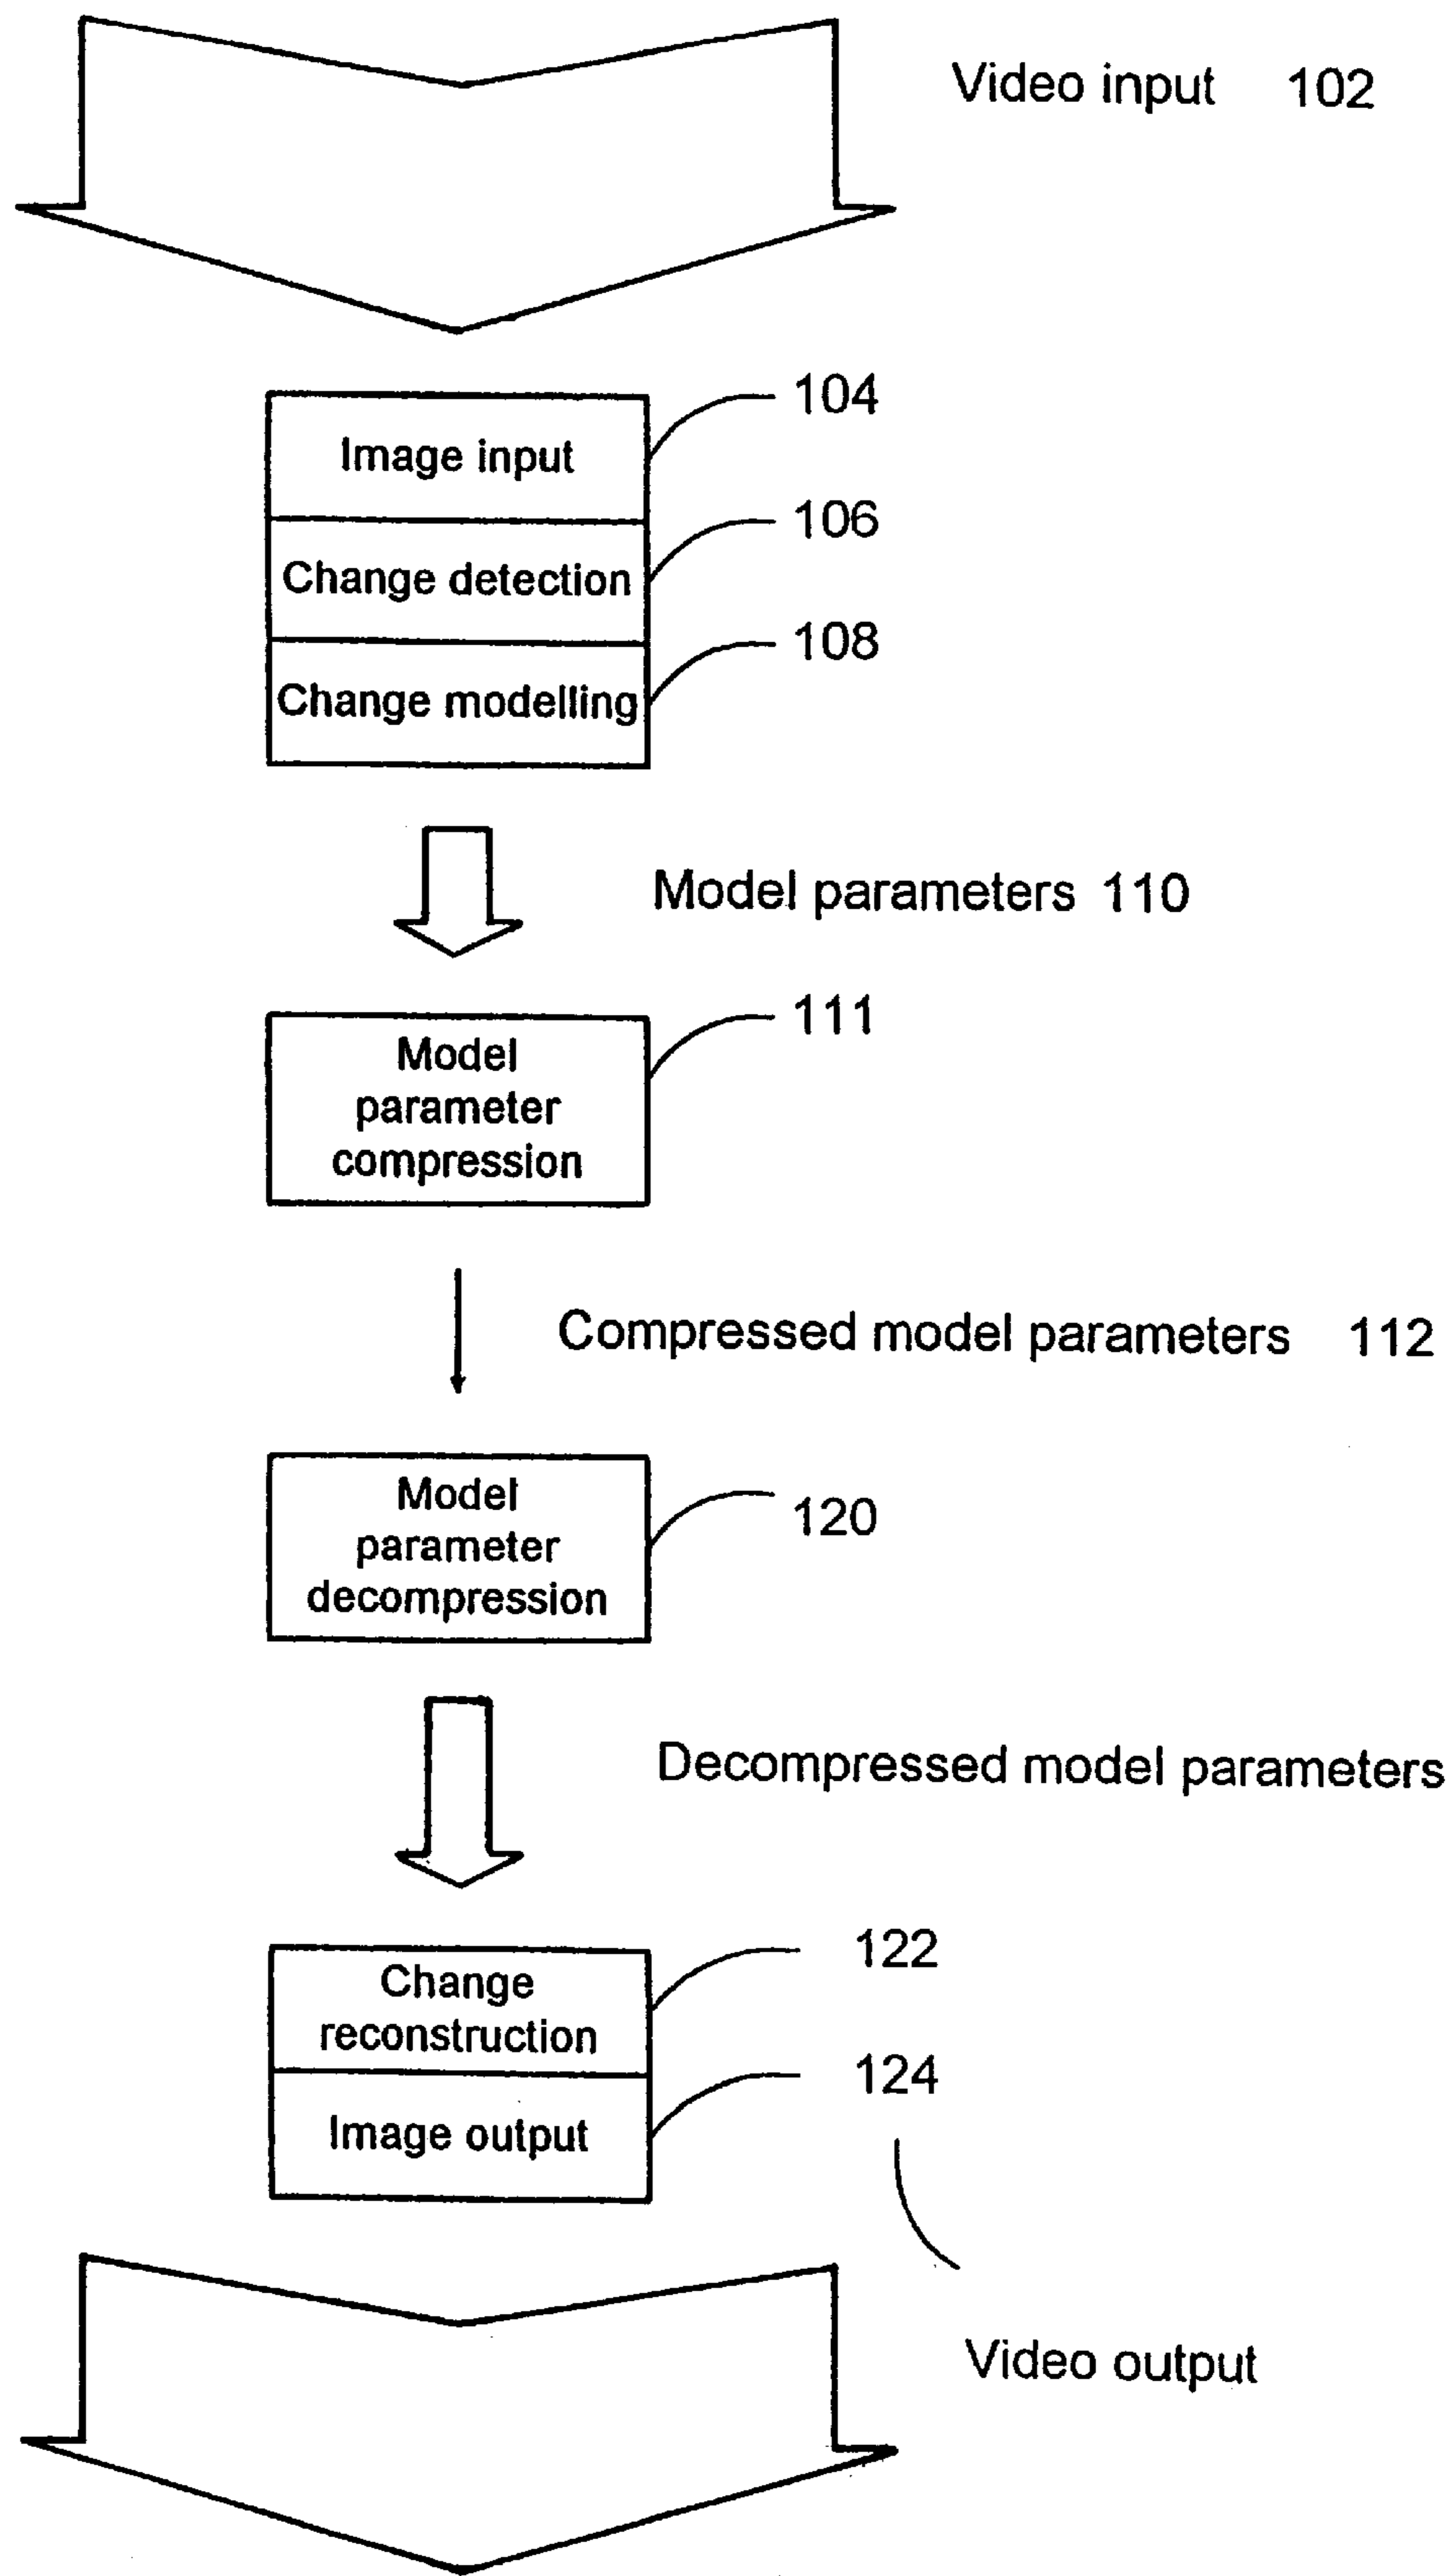 Video input 102
104
Image input
106
Change detection
108
Change modelling
Model parameters 110
111
Model
parameter
compression
Compressed model parameters 112
Model
parameter
decompression
120
Decompressed model parameters
Change
reconstruction
122
124
Image output
Video output